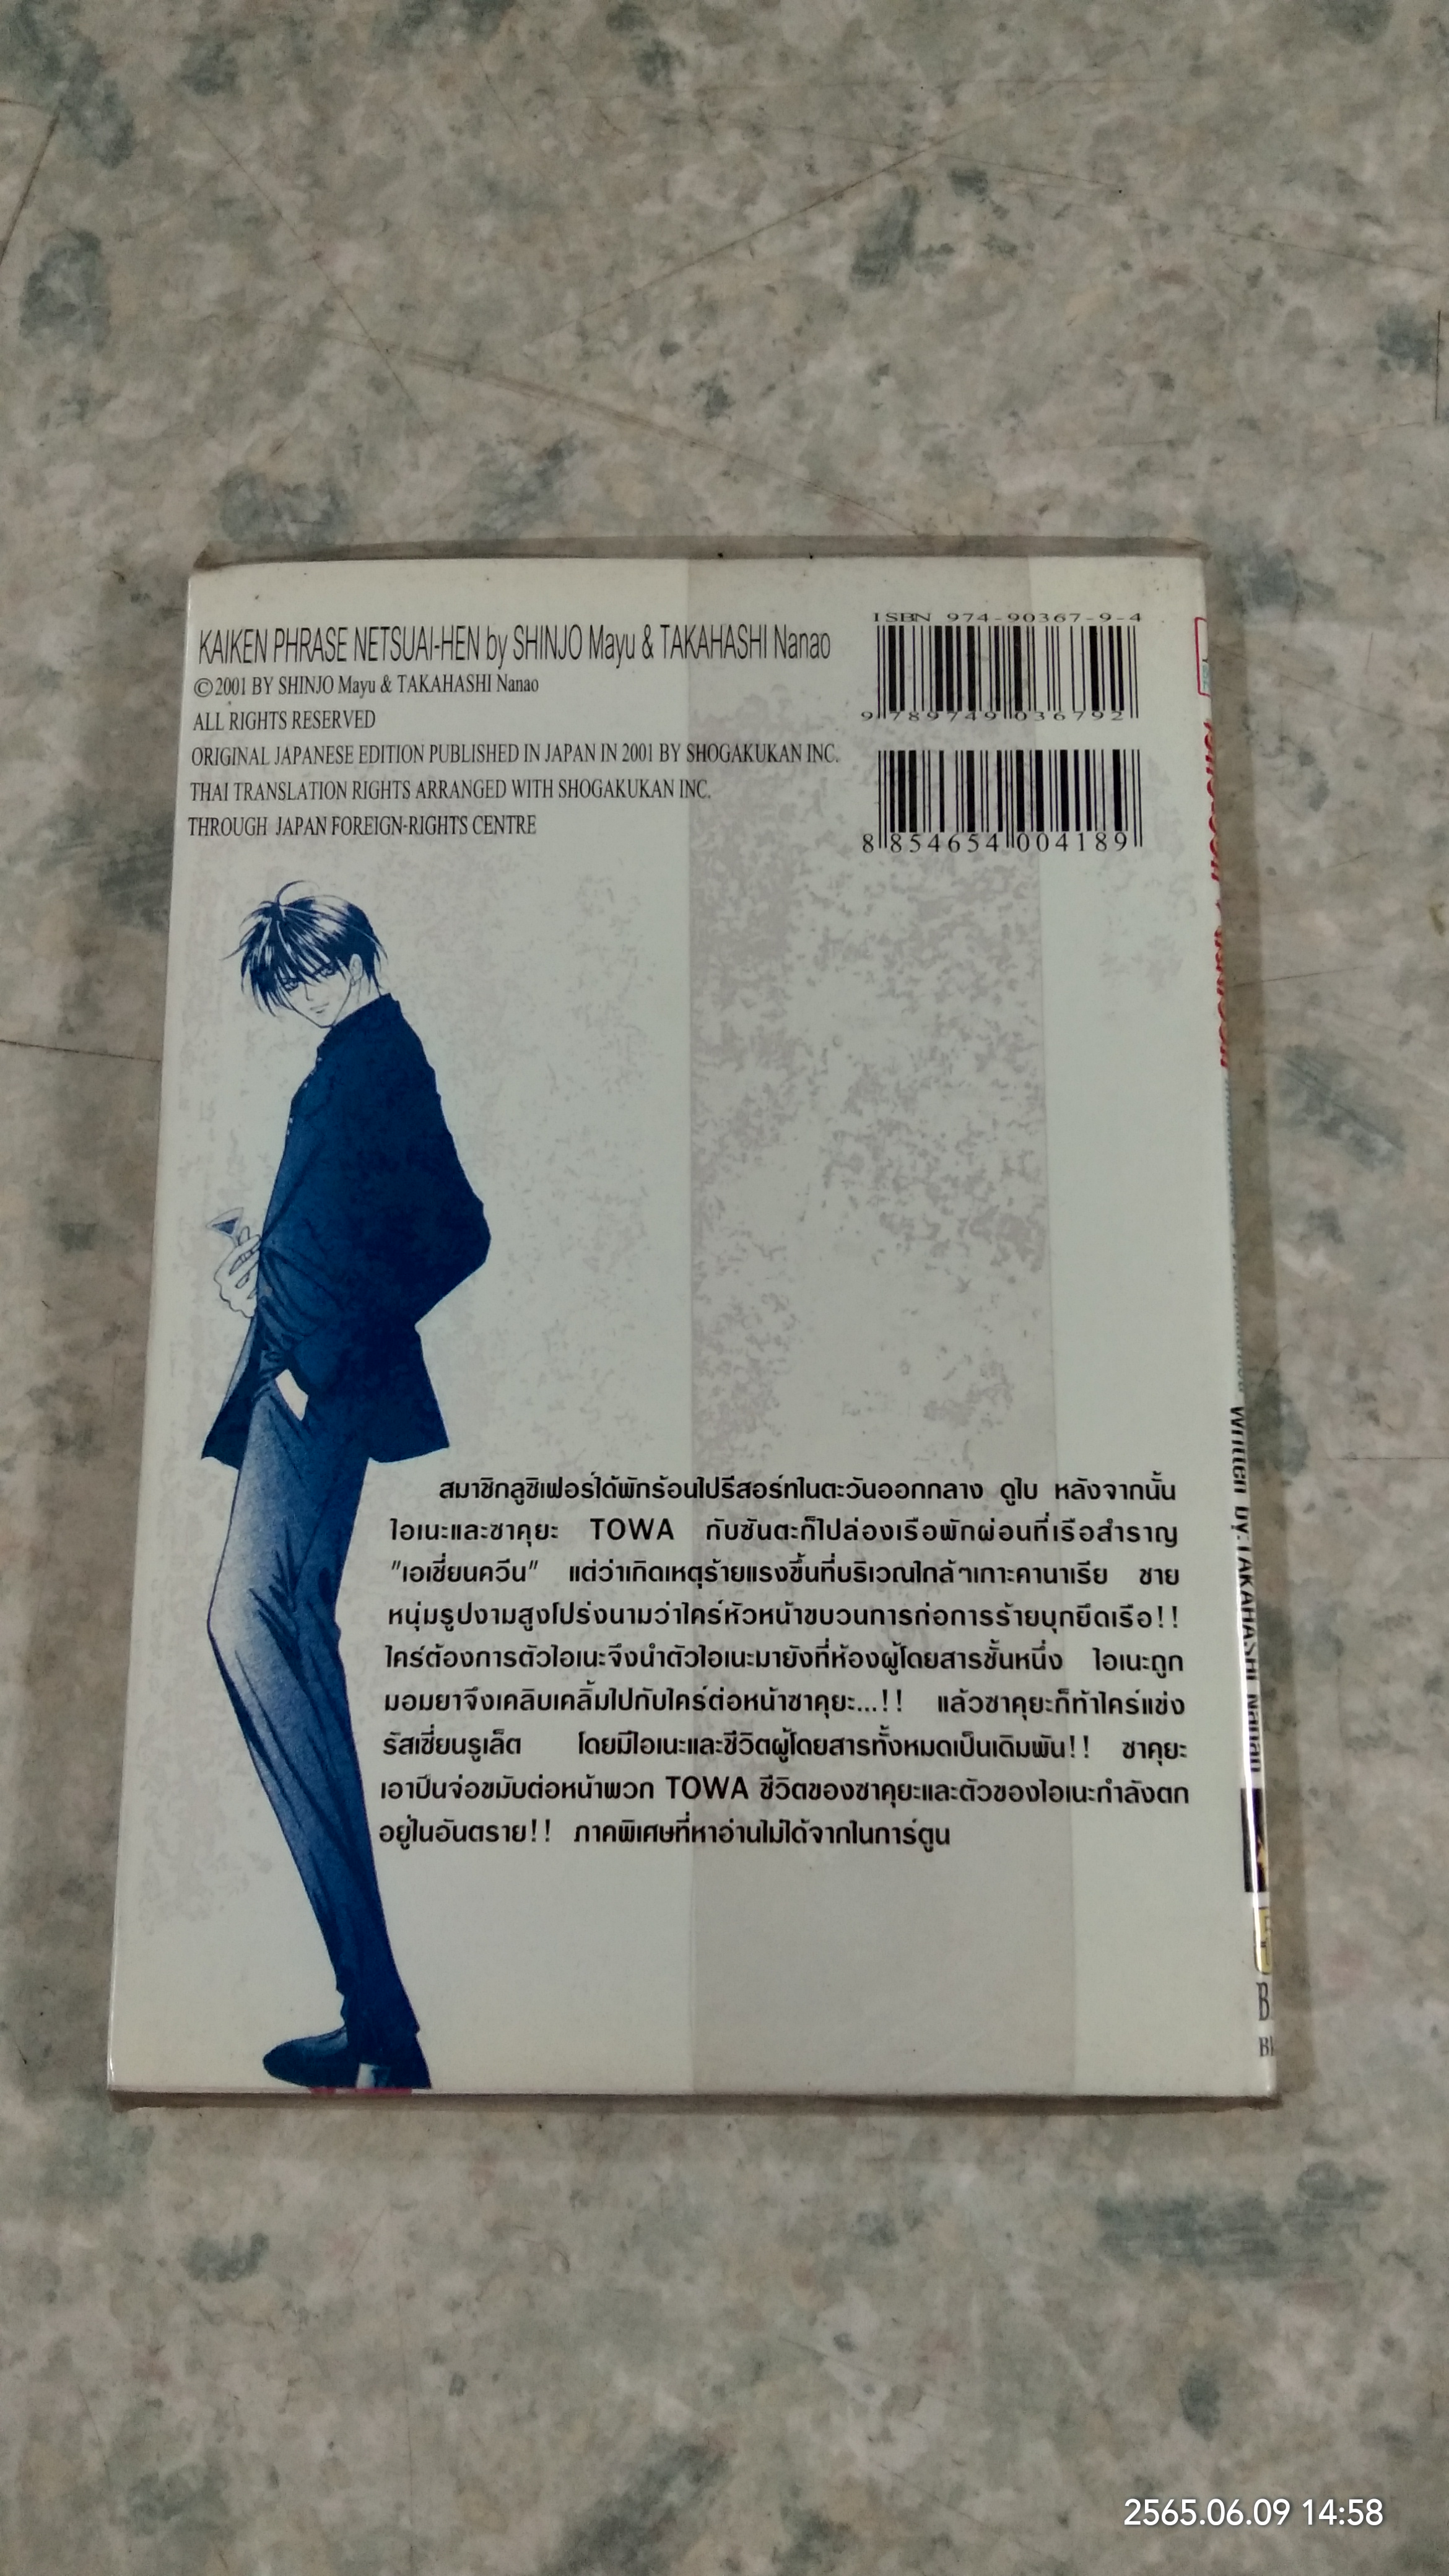 KAIKEN PHRASE NETSUAI-HEN by SHINJO Mayu & TAKAHASHI Nanao
©2001 BY SHINJO Mayu & TAKAHASHI Nanao
ALL RIGHTS RESERVED
ORIGINAL JAPANESE EDITION PUBLISHED IN JAPAN IN 2001 BY SHOGAKUKAN INC.
THAI TRANSLATION RIGHTS ARRANGED WITH SHOGAKUKAN INC.
THROUGH JAPAN FOREIGN-RIGHTS CENTRE
ISBN 974-90367-9-4
9 789749 036792
8 854654 004189
สมาชิกลูซิเฟอร์ได้พักร้อนไปรีสอร์ทในตะวันออกกลาง ดูไบ หลังจากนั้น
ไอเนะและซาคุยะ TOWA กับซันตะก็ไปล่องเรือพักผ่อนที่เรือสำราญ
"เอเชี่ยนควีน" แต่ว่าเกิดเหตุร้ายแรงขึ้นที่บริเวณใกล้ๆเกาะคานาเรีย ชาย
หนุ่มรูปงามสูงโปร่งนามว่าไคร์หัวหน้าขบวนการก่อการร้ายบุกยึดเรือ!!
ไคร์ต้องการตัวไอเนะจึงนำตัวไอเนะมายังที่ห้องผู้โดยสารชั้นหนึ่ง ไอเนะถูก
มอมยาจึงเคลิบเคลิ้มไปกับไคร์ต่อหน้าซาคุยะ...!! แล้วซาคุยะก็ท้าไคร์แข่ง
รัสเซี่ยนรูเล็ต โดยมีไอเนะและชีวิตผู้โดยสารทั้งหมดเป็นเดิมพัน!! ซาคุยะ
เอาปืนจ่อขมับต่อหน้าพวก TOWA ชีวิตของซาคุยะและตัวของไอเนะกำลังตก
อยู่ในอันตราย!! ภาคพิเศษที่หาอ่านไม่ได้จากในการ์ตูน
Writer by. TAKAHASHI Nanao
2565.06.09 14:58